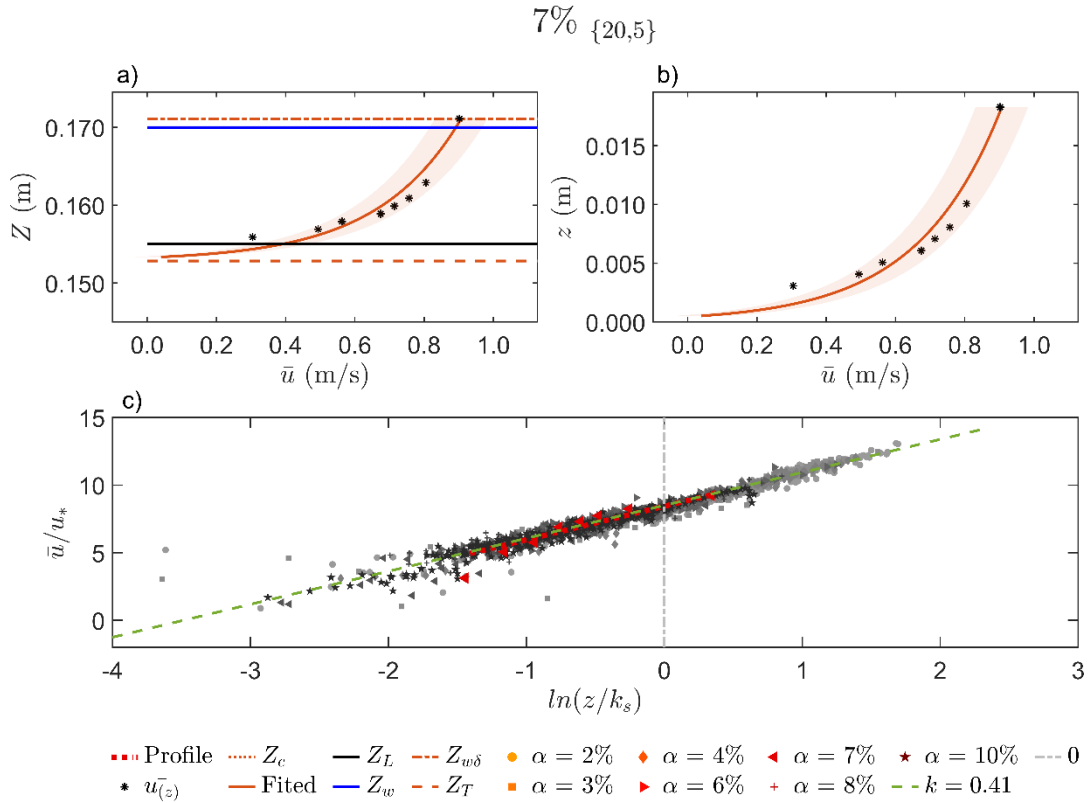 7% {20,5}
a)
b)
0.170
0.160
0.150
Z (m)
0.0 0.2 0.4 0.6 0.8 1.0
ū (m/s)
0.015
0.010
0.005
0.000
z (m)
0.0 0.2 0.4 0.6 0.8 1.0
ū (m/s)
c)
15
10
5
0
ū/u*
-4 -3 -2 -1 0 1 2 3
ln(z/ks)
Profile Zc ZL Zwδ α = 2% α = 4% α = 7% α = 10% 0
ū(z) Fited Zw ZT α = 3% α = 6% α = 8% k = 0.41